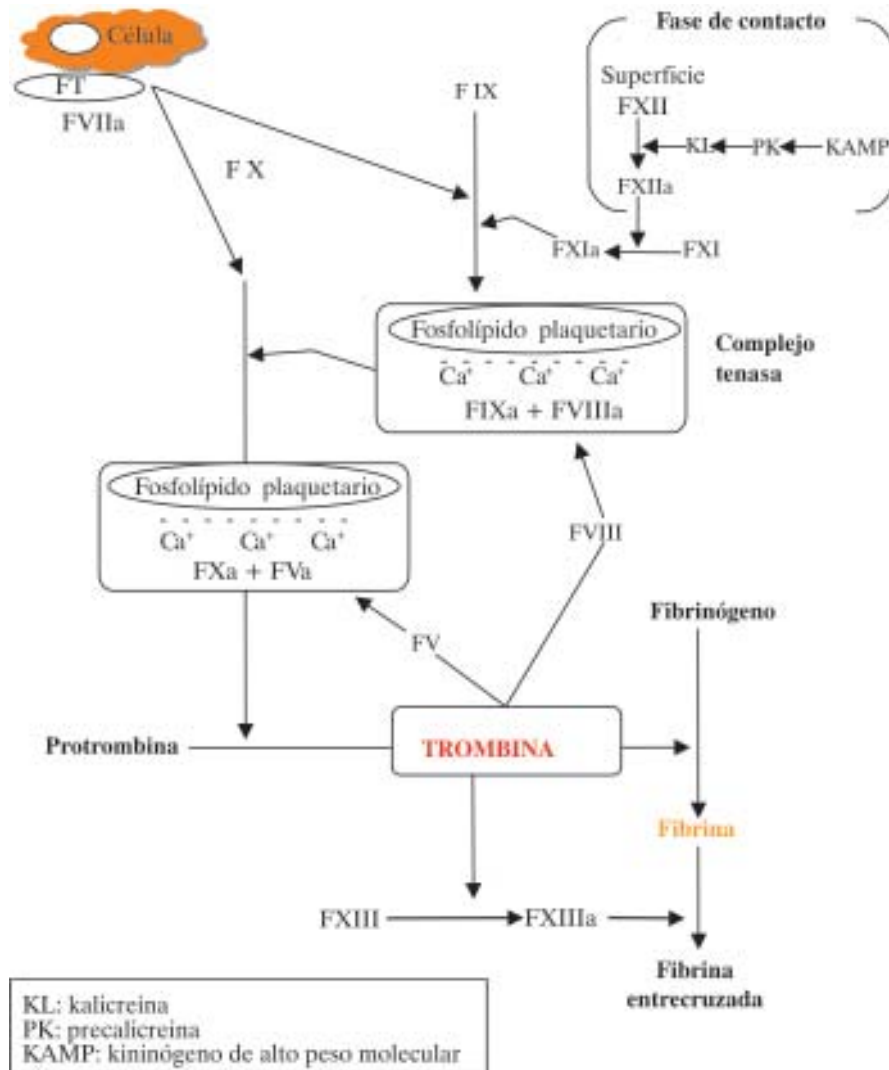 Célula
FT
FVIIa
F X
F IX
Fase de contacto
Superficie
FXII
KL
PK
KAMP
FXIIa
FXIa
FXI
Fosfolípido plaquetario
- - - - - - - - -
Ca⁺ Ca⁺ Ca⁺
FIXa + FVIIIa
Complejo
tenasa
Fosfolípido plaquetario
- - - - - - - - -
Ca⁺ Ca⁺ Ca⁺
FXa + FVa
FVIII
FV
Fibrinógeno
Protrombina
TROMBINA
Fibrina
FXIII
FXIIIa
Fibrina
entrecruzada
KL: kalicreina
PK: precalicreina
KAMP: kininógeno de alto peso molecular